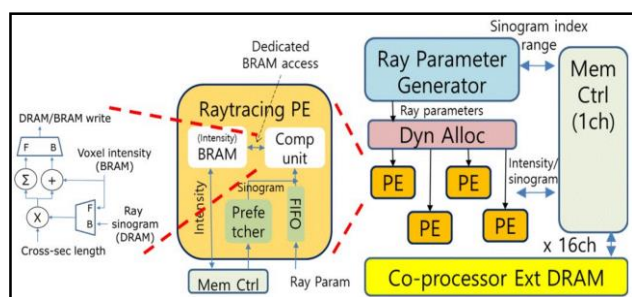 Dedicated
BRAM access
DRAM/BRAM write
F B
Voxel intensity
(BRAM)
Σ
+
X
F
B
Ray
sinogram
(DRAM)
Cross-sec length
Raytracing PE
(Intensity)
BRAM
Comp
unit
Sinogram
Intensity
Prefe
tcher
FIFO
Mem Ctrl
Ray Param
Sinogram index
range
Ray Parameter
Generator
Mem
Ctrl
(1ch)
Ray parameters
Dyn Alloc
Intensity/
sinogram
PE
PE
PE
PE
x 16ch
Co-processor Ext DRAM